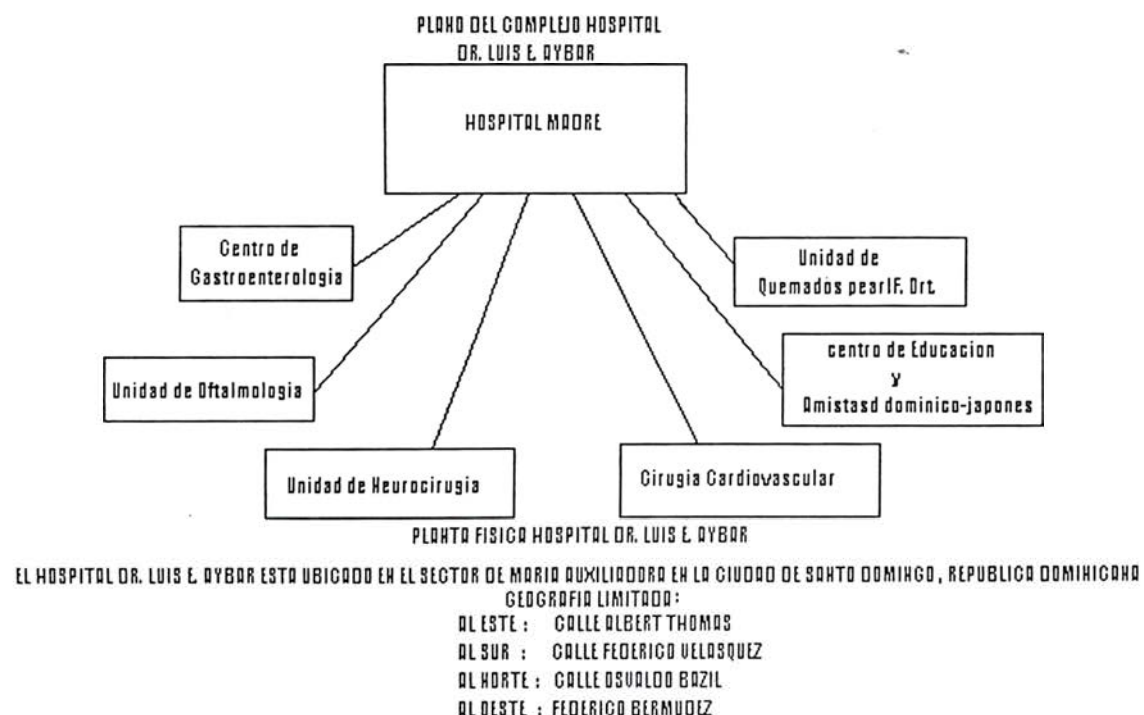 PLANO DEL COMPLEJO HOSPITAL
DR. LUIS E. AYBAR
HOSPITAL MADRE
Centro de
Gastroenterologia
Unidad de
Quemados pearlF. Ort.
Unidad de Oftalmologia
centro de Educacion
y
Amistasd dominico-japones
Unidad de Neurocirugia
Cirugia Cardiovascular
PLANTA FISICA HOSPITAL DR. LUIS E. AYBAR
EL HOSPITAL DR. LUIS E. AYBAR ESTA UBICADO EN EL SECTOR DE MARIA AUXILIADORA EN LA CIUDAD DE SANTO DOMINGO, REPUBLICA DOMINICANA
GEOGRAFIA LIMITADA:
AL ESTE : CALLE ALBERT THOMAS
AL SUR : CALLE FEDERICO VELASQUEZ
AL NORTE : CALLE OSVALDO BAZIL
AL OESTE : FEDERICO BERMUDEZ